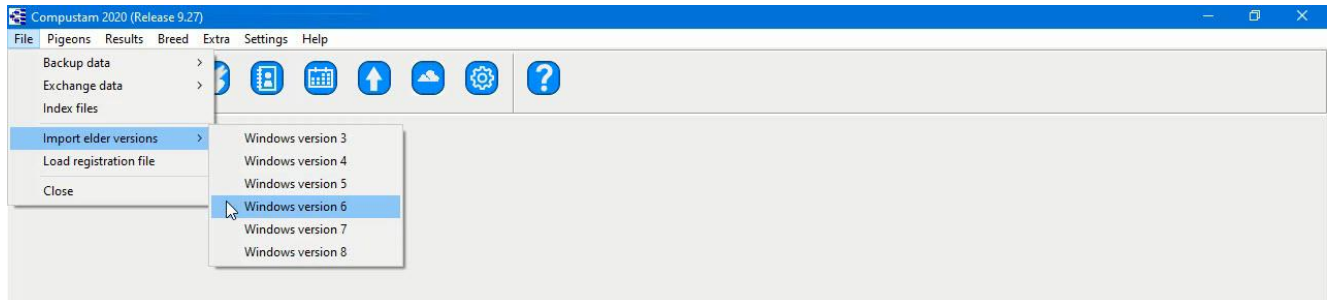 Compustam 2020 (Release 9.27)
File Pigeons Results Breed Extra Settings Help
Backup data
Exchange data
Index files
Import elder versions
Load registration file
Close
Windows version 3
Windows version 4
Windows version 5
Windows version 6
Windows version 7
Windows version 8